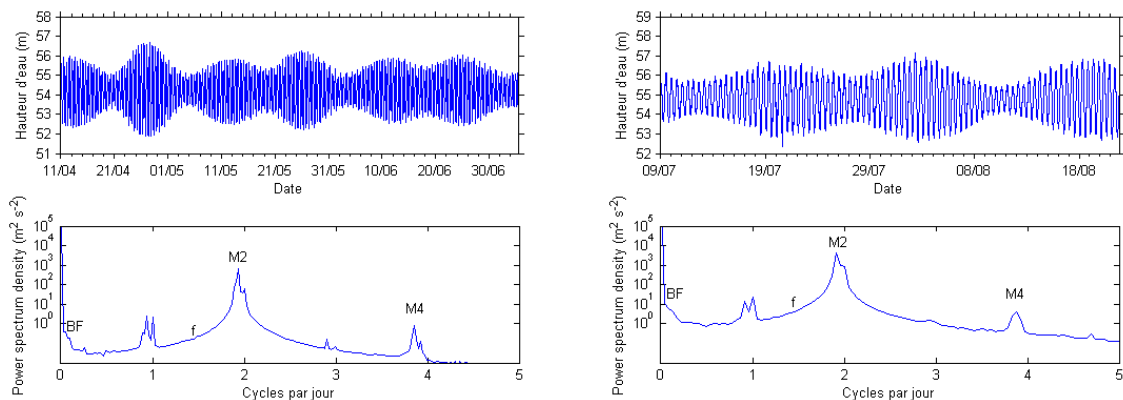 58
57
56
55
54
53
52
51
Hauteur d'eau (m)
11/04 21/04 01/05 11/05 21/05 31/05 10/06 20/06 30/06
Date
59
58
57
56
55
54
53
52
Hauteur d'eau (m)
09/07 19/07 29/07 08/08 18/08
Date
Power spectrum density (m2 s-2)
10^5
10^4
10^3
10^2
10^1
10^0
BF
f
M2
M4
0 1 2 3 4 5
Cycles par jour
Power spectrum density (m2 s-2)
10^5
10^4
10^3
10^2
10^1
10^0
BF
f
M2
M4
0 1 2 3 4 5
Cycles par jour